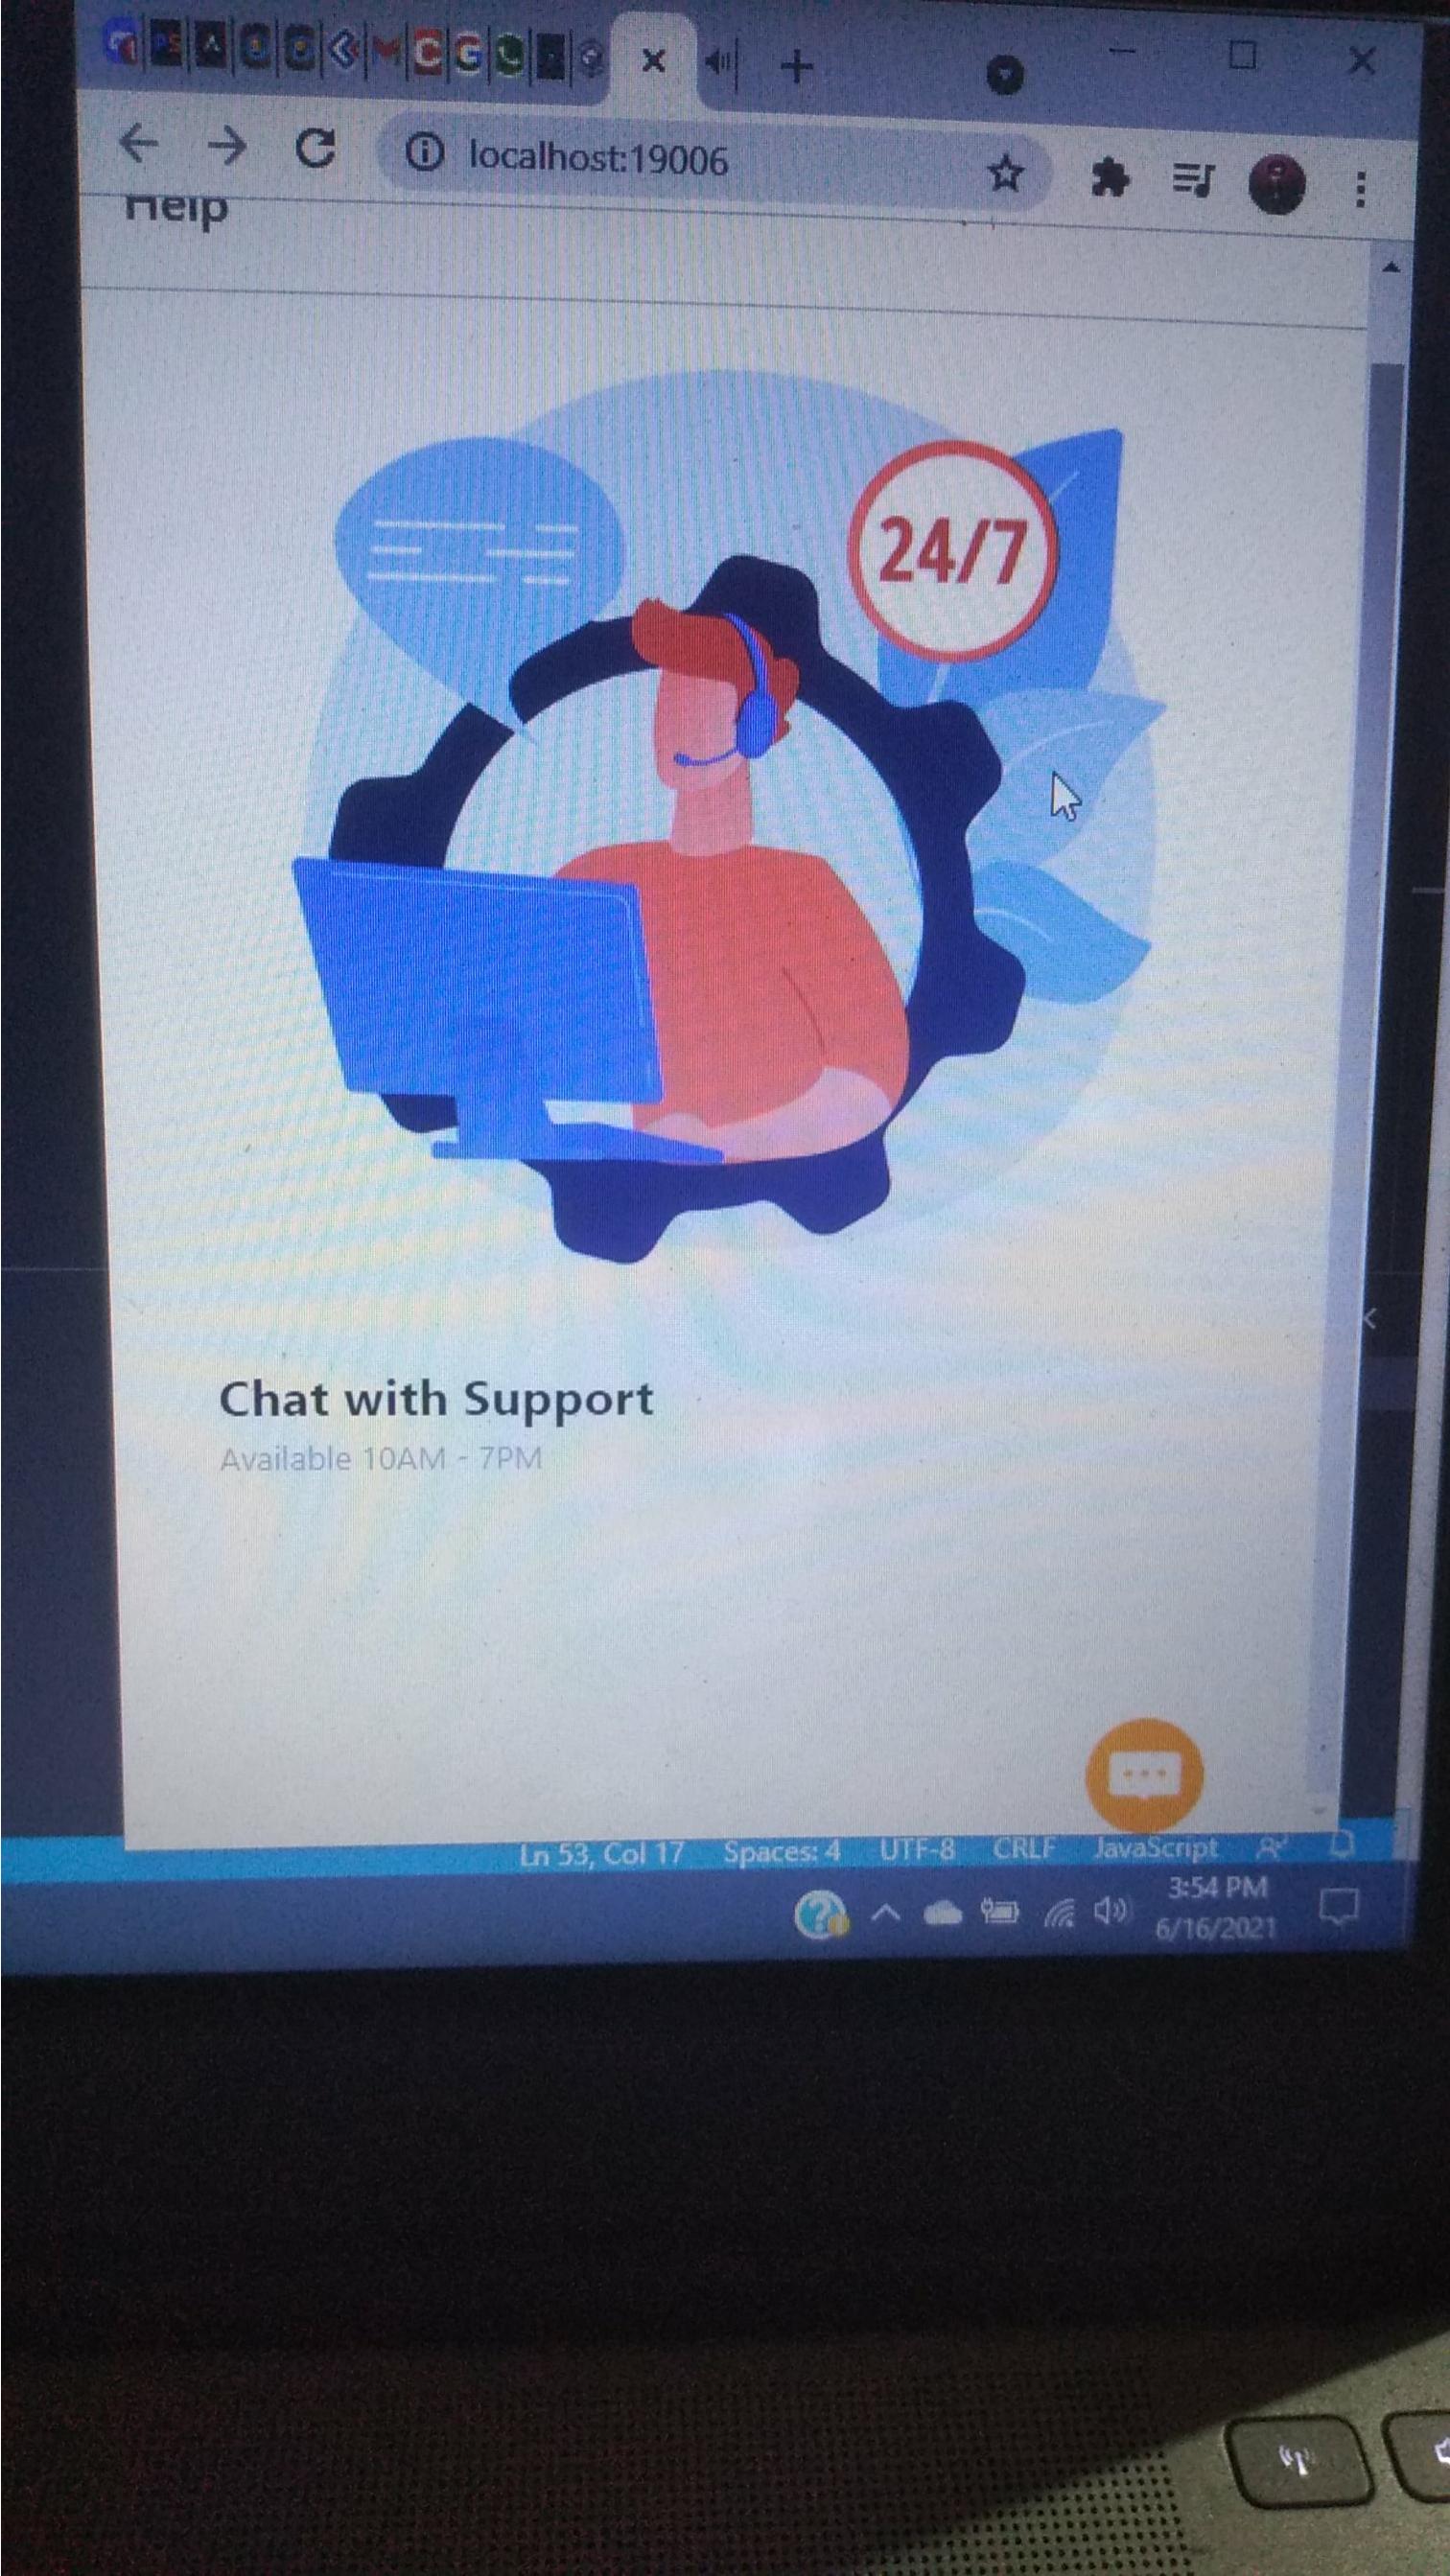 localhost:19006
Help
24/7
Chat with Support
Available 10AM - 7PM
Ln 53, Col 17 Spaces: 4 UTF-8 CRLF JavaScript
3:54 PM
6/16/2021